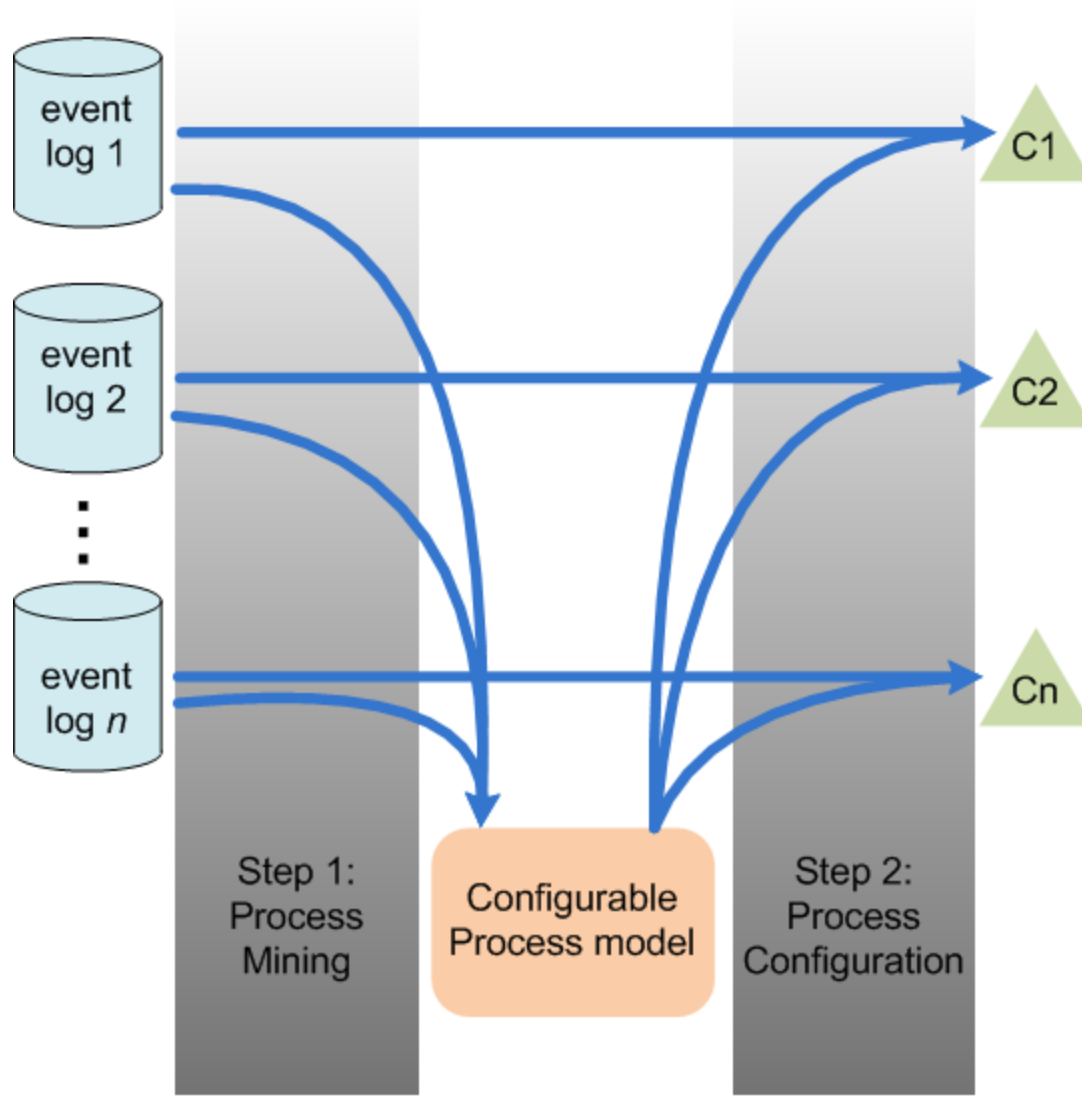 event
log 1
C1
event
log 2
C2
event
log n
Cn
Step 1:
Process
Mining
Configurable
Process model
Step 2:
Process
Configuration